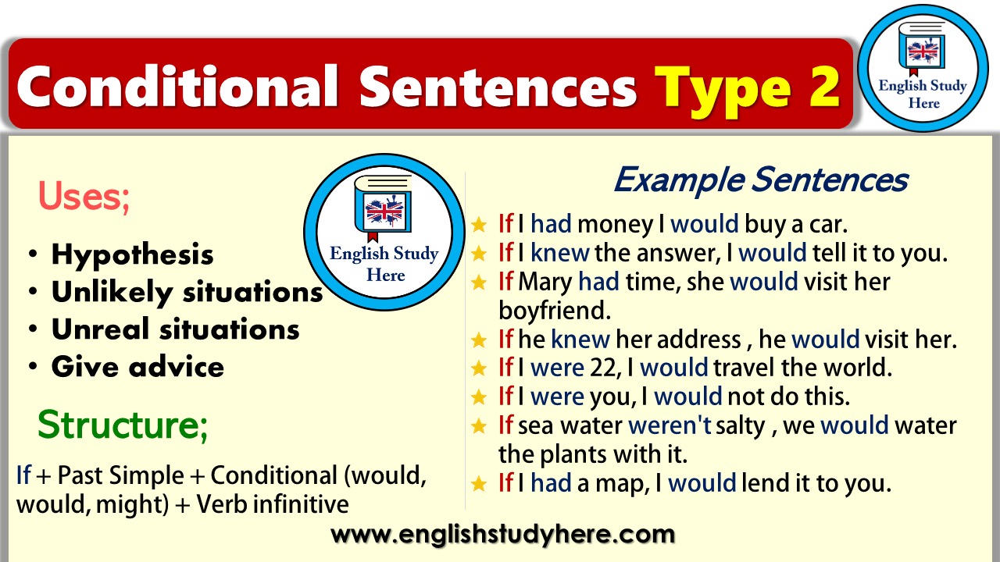 Conditional Sentences Type 2
English Study
Here
Uses;
• Hypothesis
• Unlikely situations
• Unreal situations
• Give advice
English Study
Here
Structure;
If + Past Simple + Conditional (would,
would, might) + Verb infinitive
Example Sentences
If I had money I would buy a car.
If I knew the answer, I would tell it to you.
If Mary had time, she would visit her
boyfriend.
If he knew her address , he would visit her.
If I were 22, I would travel the world.
If I were you, I would not do this.
If sea water weren't salty , we would water
the plants with it.
If I had a map, I would lend it to you.
www.englishstudyhere.com